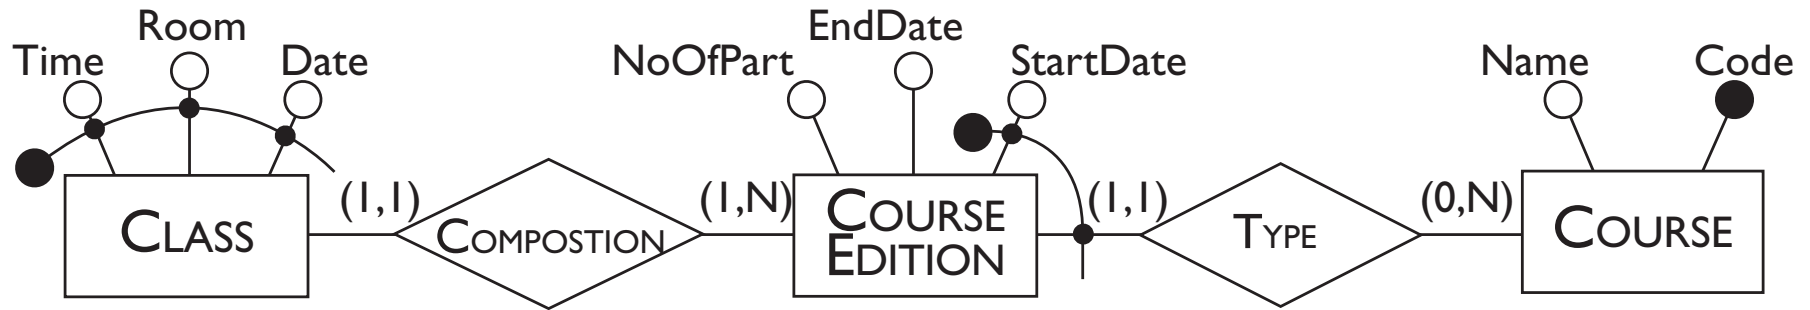 Time
Room
Date
NoOfPart
EndDate
StartDate
Name
Code
CLASS
(1,1)
COMPOSTION
(1,N)
COURSE
EDITION
(1,1)
TYPE
(0,N)
COURSE